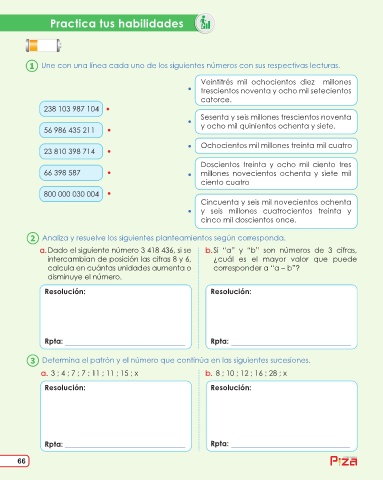 Practica tus habilidades
1 Une con una línea cada uno de los siguientes números con sus respectivas lecturas.
238 103 987 104
56 986 435 211
23 810 398 714
66 398 587
800 000 030 004
Veintitrés mil ochocientos diez millones
trescientos noventa y ocho mil setecientos
catorce.
Sesenta y seis millones trescientos noventa
y ocho mil quinientos ochenta y siete.
Ochocientos mil millones treinta mil cuatro
Doscientos treinta y ocho mil ciento tres
millones novecientos ochenta y siete mil
ciento cuatro
Cincuenta y seis mil novecientos ochenta
y seis millones cuatrocientos treinta y
cinco mil doscientos once.
2 Analiza y resuelve los siguientes planteamientos según corresponda.
a. Dado el siguiente número 3 418 436, si se
intercambian de posición las cifras 8 y 6,
calcula en cuántas unidades aumenta o
disminuye el número.
Resolución:
Rpta:
b. Si "a" y "b" son números de 3 cifras,
¿cuál es el mayor valor que puede
corresponder a "a – b"?
Resolución:
Rpta:
3 Determina el patrón y el número que continúa en las siguientes sucesiones.
a. 3 ; 4 ; 7 ; 7 ; 11 ; 11 ; 15 ; x
Resolución:
Rpta:
b. 8 ; 10 ; 12 ; 16 ; 28 ; x
Resolución:
Rpta:
66